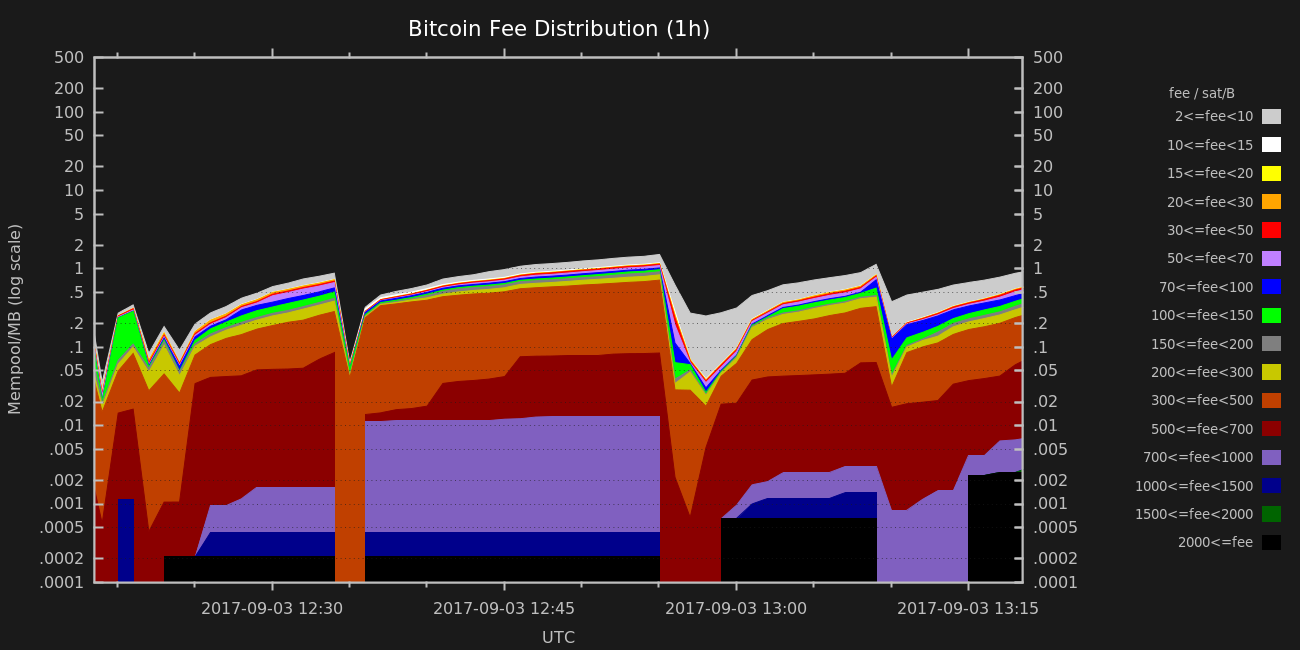 Bitcoin Fee Distribution (1h)
Mempool/MB (log scale)
500
200
100
50
20
10
5
2
1
.5
.2
.1
.05
.02
.01
.005
.002
.001
.0005
.0002
.0001
500
200
100
50
20
10
5
2
1
.5
.2
.1
.05
.02
.01
.005
.002
.001
.0005
.0002
.0001
2017-09-03 12:30
2017-09-03 12:45
2017-09-03 13:00
2017-09-03 13:15
UTC
fee / sat/B
2<=fee<10
10<=fee<15
15<=fee<20
20<=fee<30
30<=fee<50
50<=fee<70
70<=fee<100
100<=fee<150
150<=fee<200
200<=fee<300
300<=fee<500
500<=fee<700
700<=fee<1000
1000<=fee<1500
1500<=fee<2000
2000<=fee